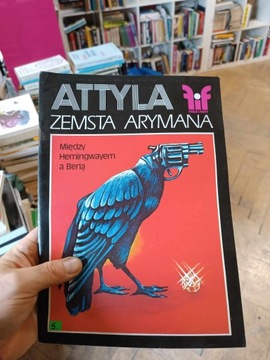 ATTYLA
ZEMSTA ARYMANA
Między
Hemingwayem
a Berią